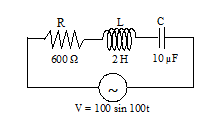 R L C
600 Ω 2 H 10 μF
~
V = 100 sin 100t